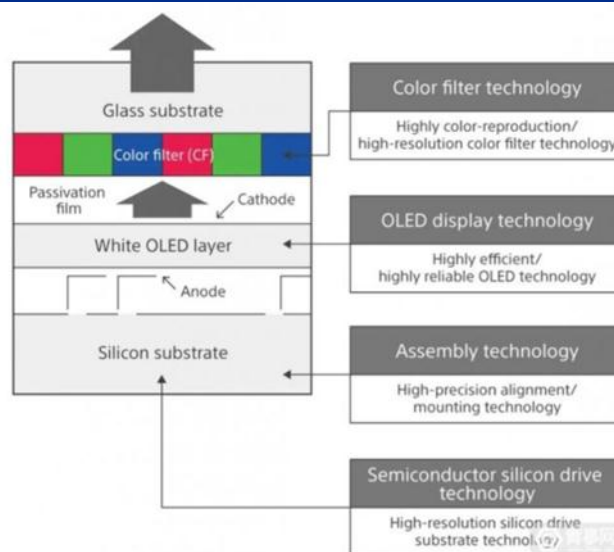 Glass substrate
Color filter (CF)
Passivation
film
Cathode
White OLED layer
Anode
Silicon substrate
Color filter technology
Highly color-reproduction/
high-resolution color filter technology
OLED display technology
Highly efficient/
highly reliable OLED technology
Assembly technology
High-precision alignment/
mounting technology
Semiconductor silicon drive
technology
High-resolution silicon drive
substrate technology